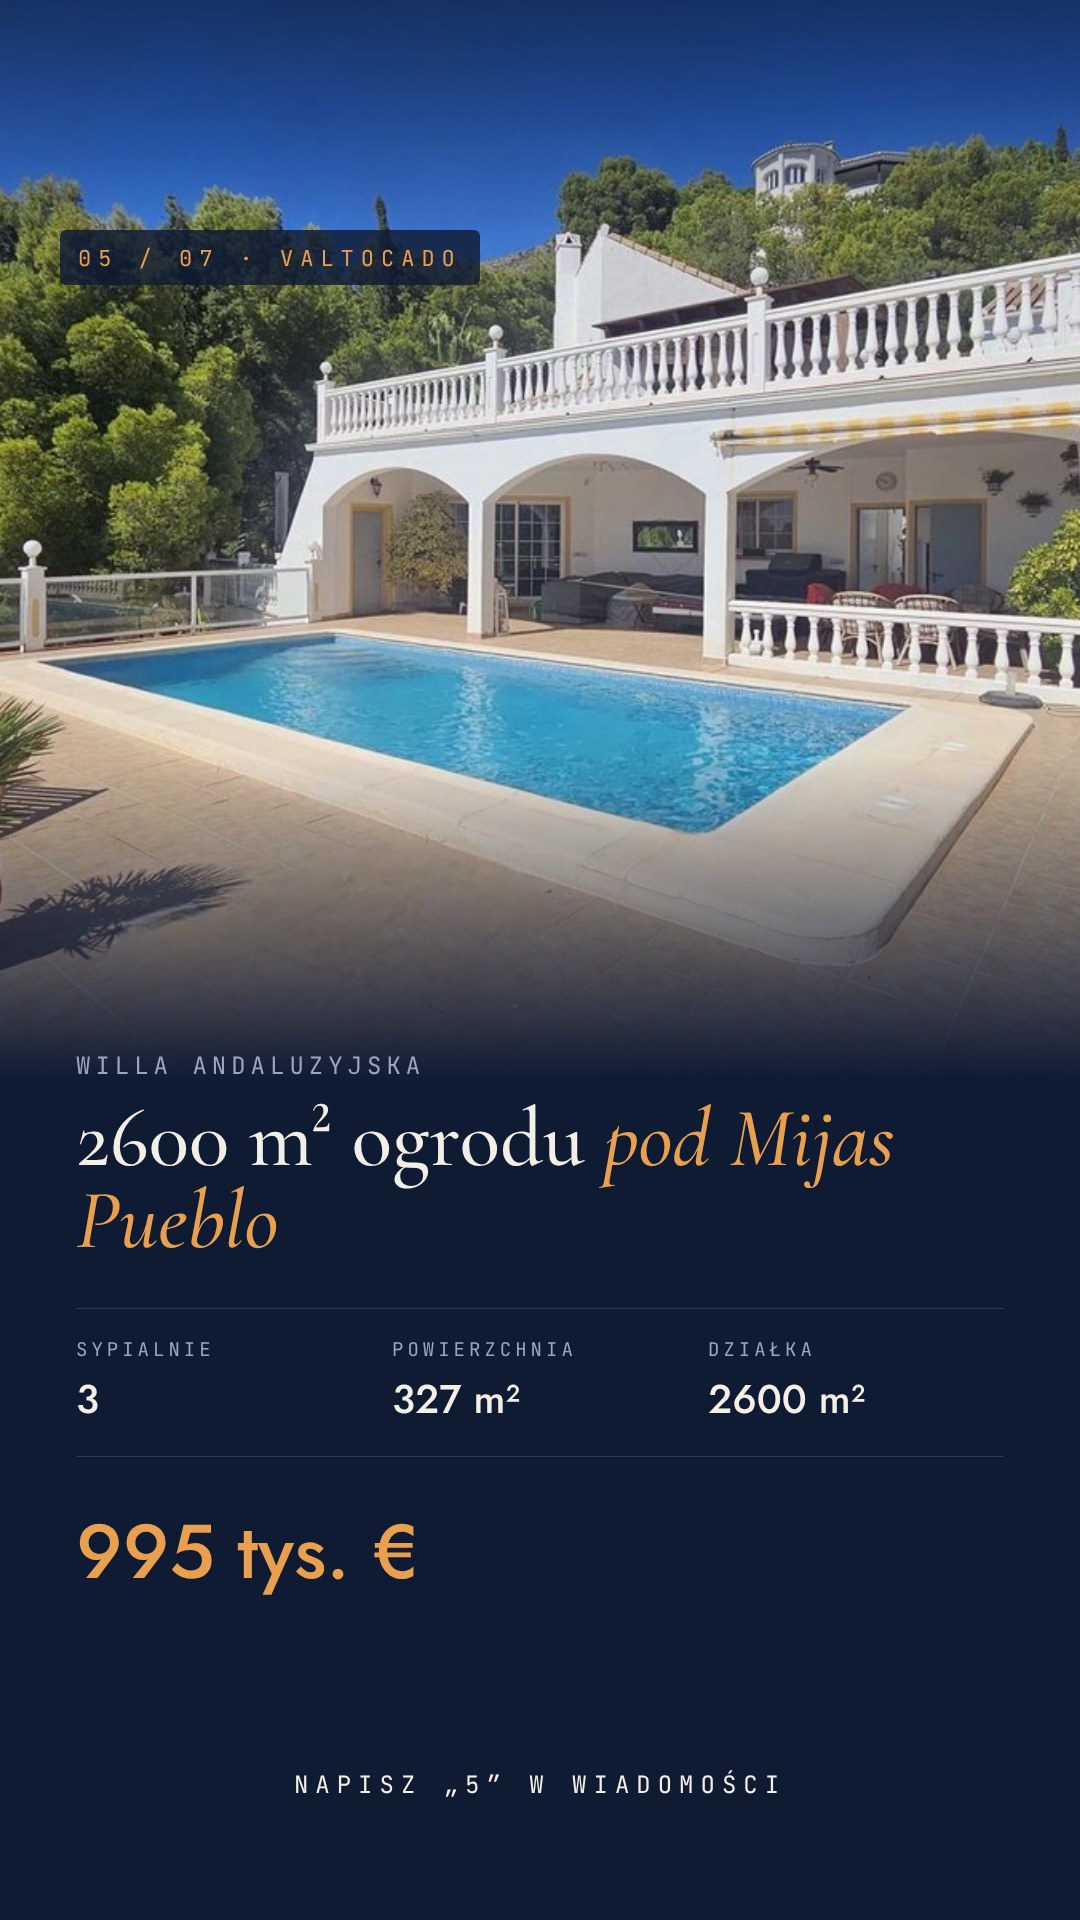 05 / 07 · VALTOCADO
WILLA ANDALUZYJSKA
2600 m² ogrodu pod Mijas
Pueblo
SYPIALNIE POWIERZCHNIA DZIAŁKA
3 327 m² 2600 m²
995 tys. €
NAPISZ „5” W WIADOMOŚCI